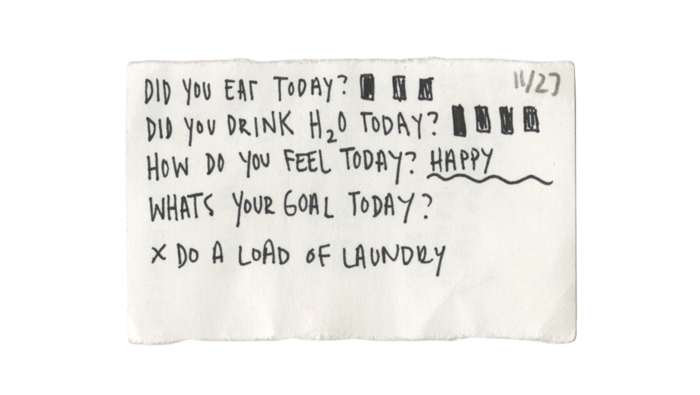 11/27
DID YOU EAT TODAY?
DID YOU DRINK H₂O TODAY?
HOW DO YOU FEEL TODAY? HAPPY
WHATS YOUR GOAL TODAY?
x DO A LOAD OF LAUNDRY